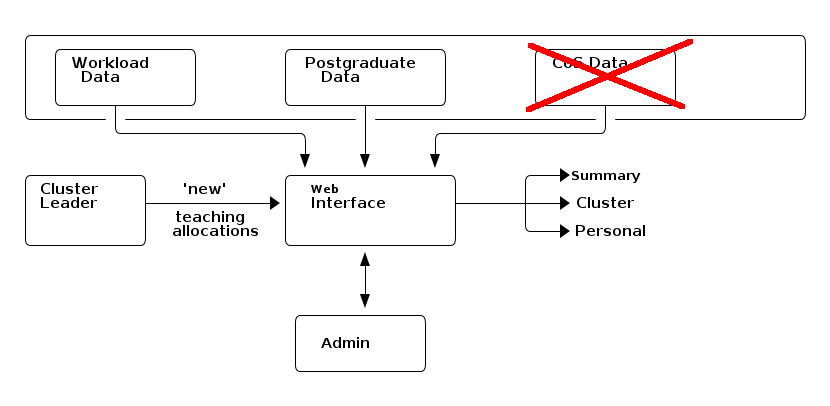 Workload
Data
Postgraduate
Data
CoS Data
Cluster
Leader
'new'
teaching
allocations
Web
Interface
Summary
Cluster
Personal
Admin